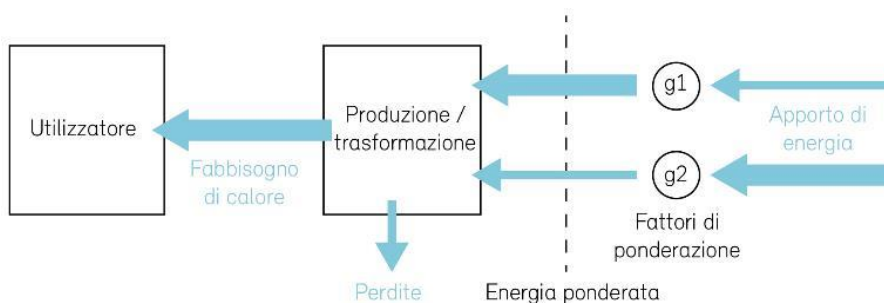 Utilizzatore
Fabbisogno
di calore
Produzione /
trasformazione
Perdite
Energia ponderata
g1
g2
Fattori di
ponderazione
Apporto di
energia